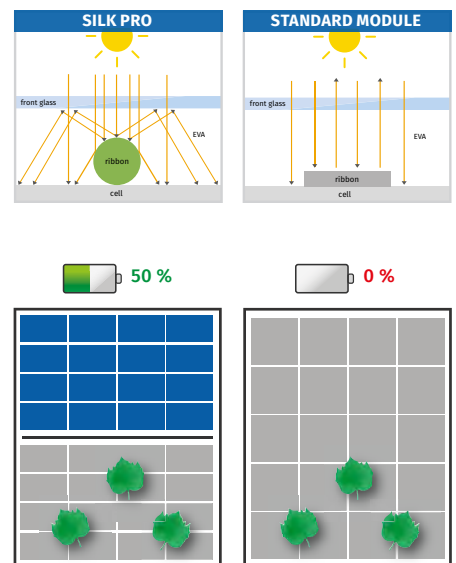 SILK PRO
front glass
EVA
ribbon
cell
STANDARD MODULE
front glass
EVA
ribbon
cell
50 %
0 %